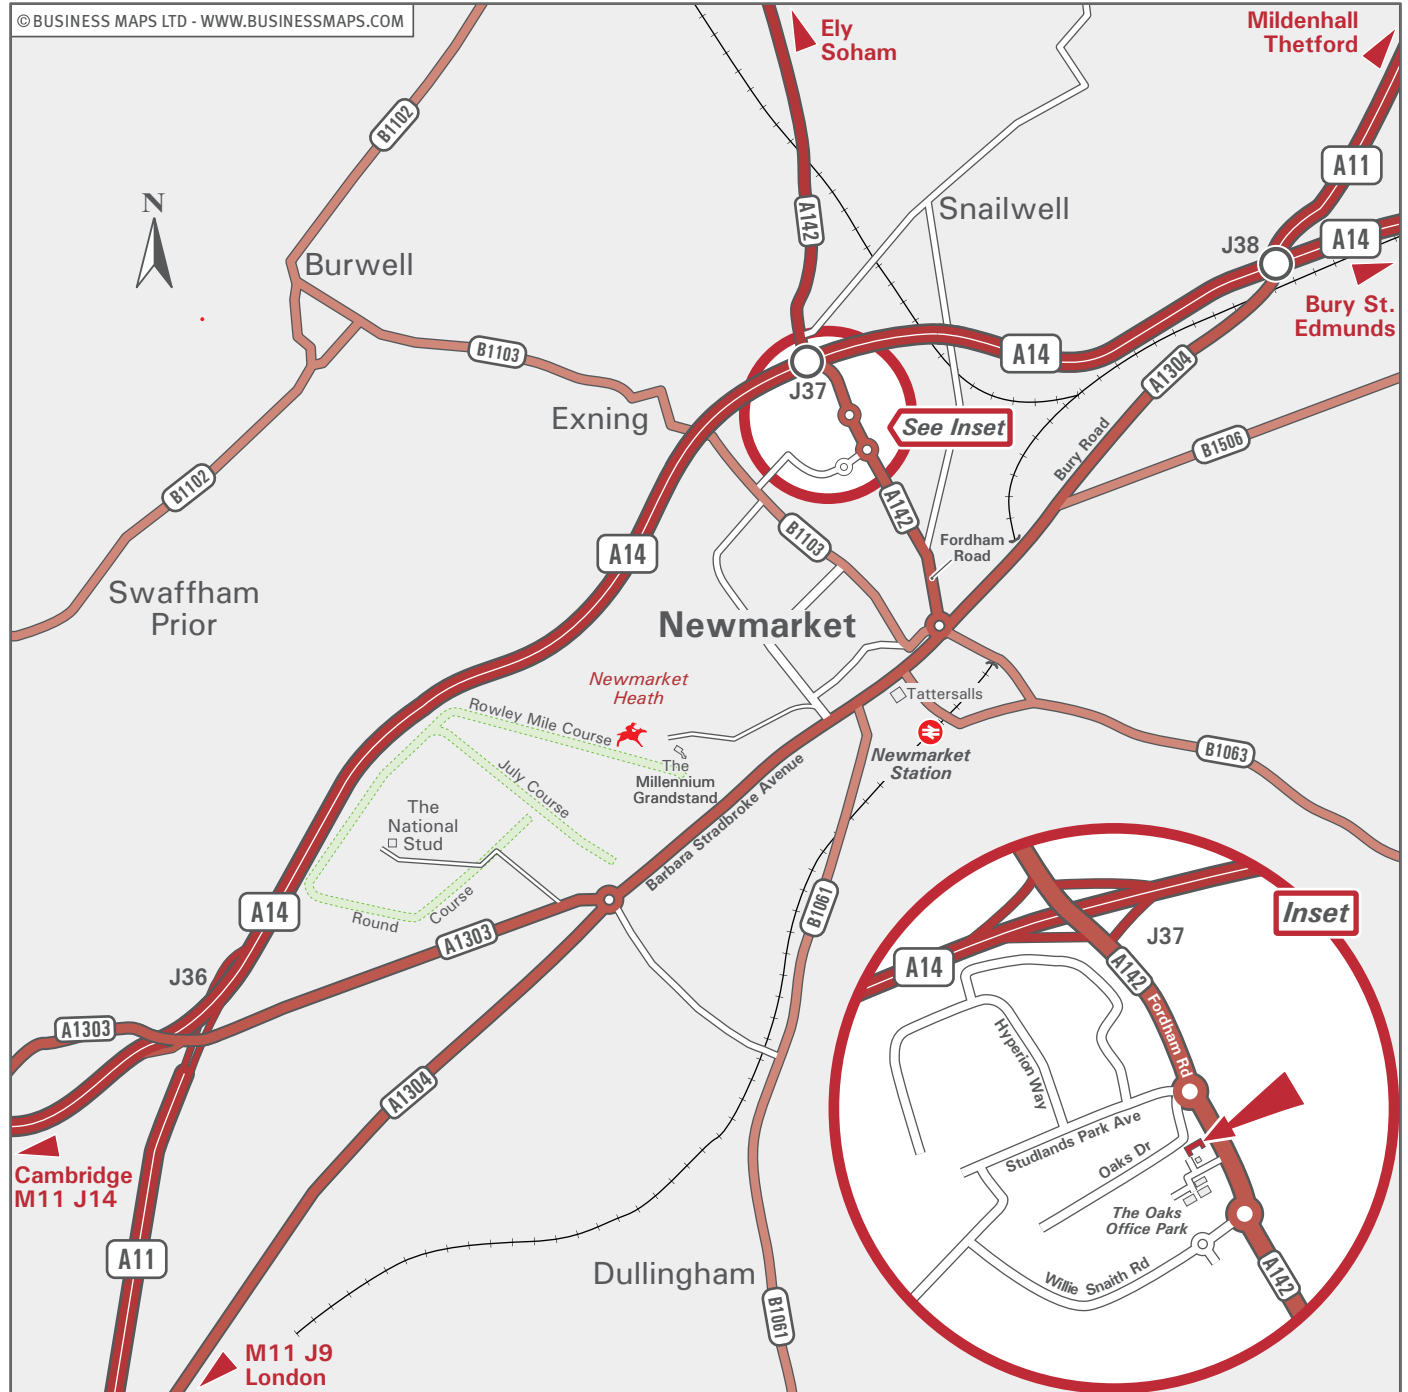 © BUSINESS MAPS LTD - WWW.BUSINESSMAPS.COM
Ely
Soham
Mildenhall
Thetford
B1102
A11
N
A142
Snailwell
J38
A14
Burwell
Bury St.
Edmunds
B1103
A14
J37
A1304
Exning
See Inset
Bury Road
B1506
B1102
A142
A14
B1103
Fordham
Road
Swaffham
Prior
Newmarket
Newmarket
Heath
Rowley Mile Course
Tattersalls
Newmarket
Station
B1063
The
Millennium
Grandstand
July Course
Barbara Stradbroke Avenue
The
National
Stud
Round
Course
A14
A1303
B1061
J36
A1303
A1304
Cambridge
M11 J14
A11
Dullingham
B1061
M11 J9
London
Inset
J37
A14
A142
Fordham Rd
Hyperion Way
Studlands Park Ave
Oaks Dr
The Oaks
Office Park
Willie Snaith Rd
A142